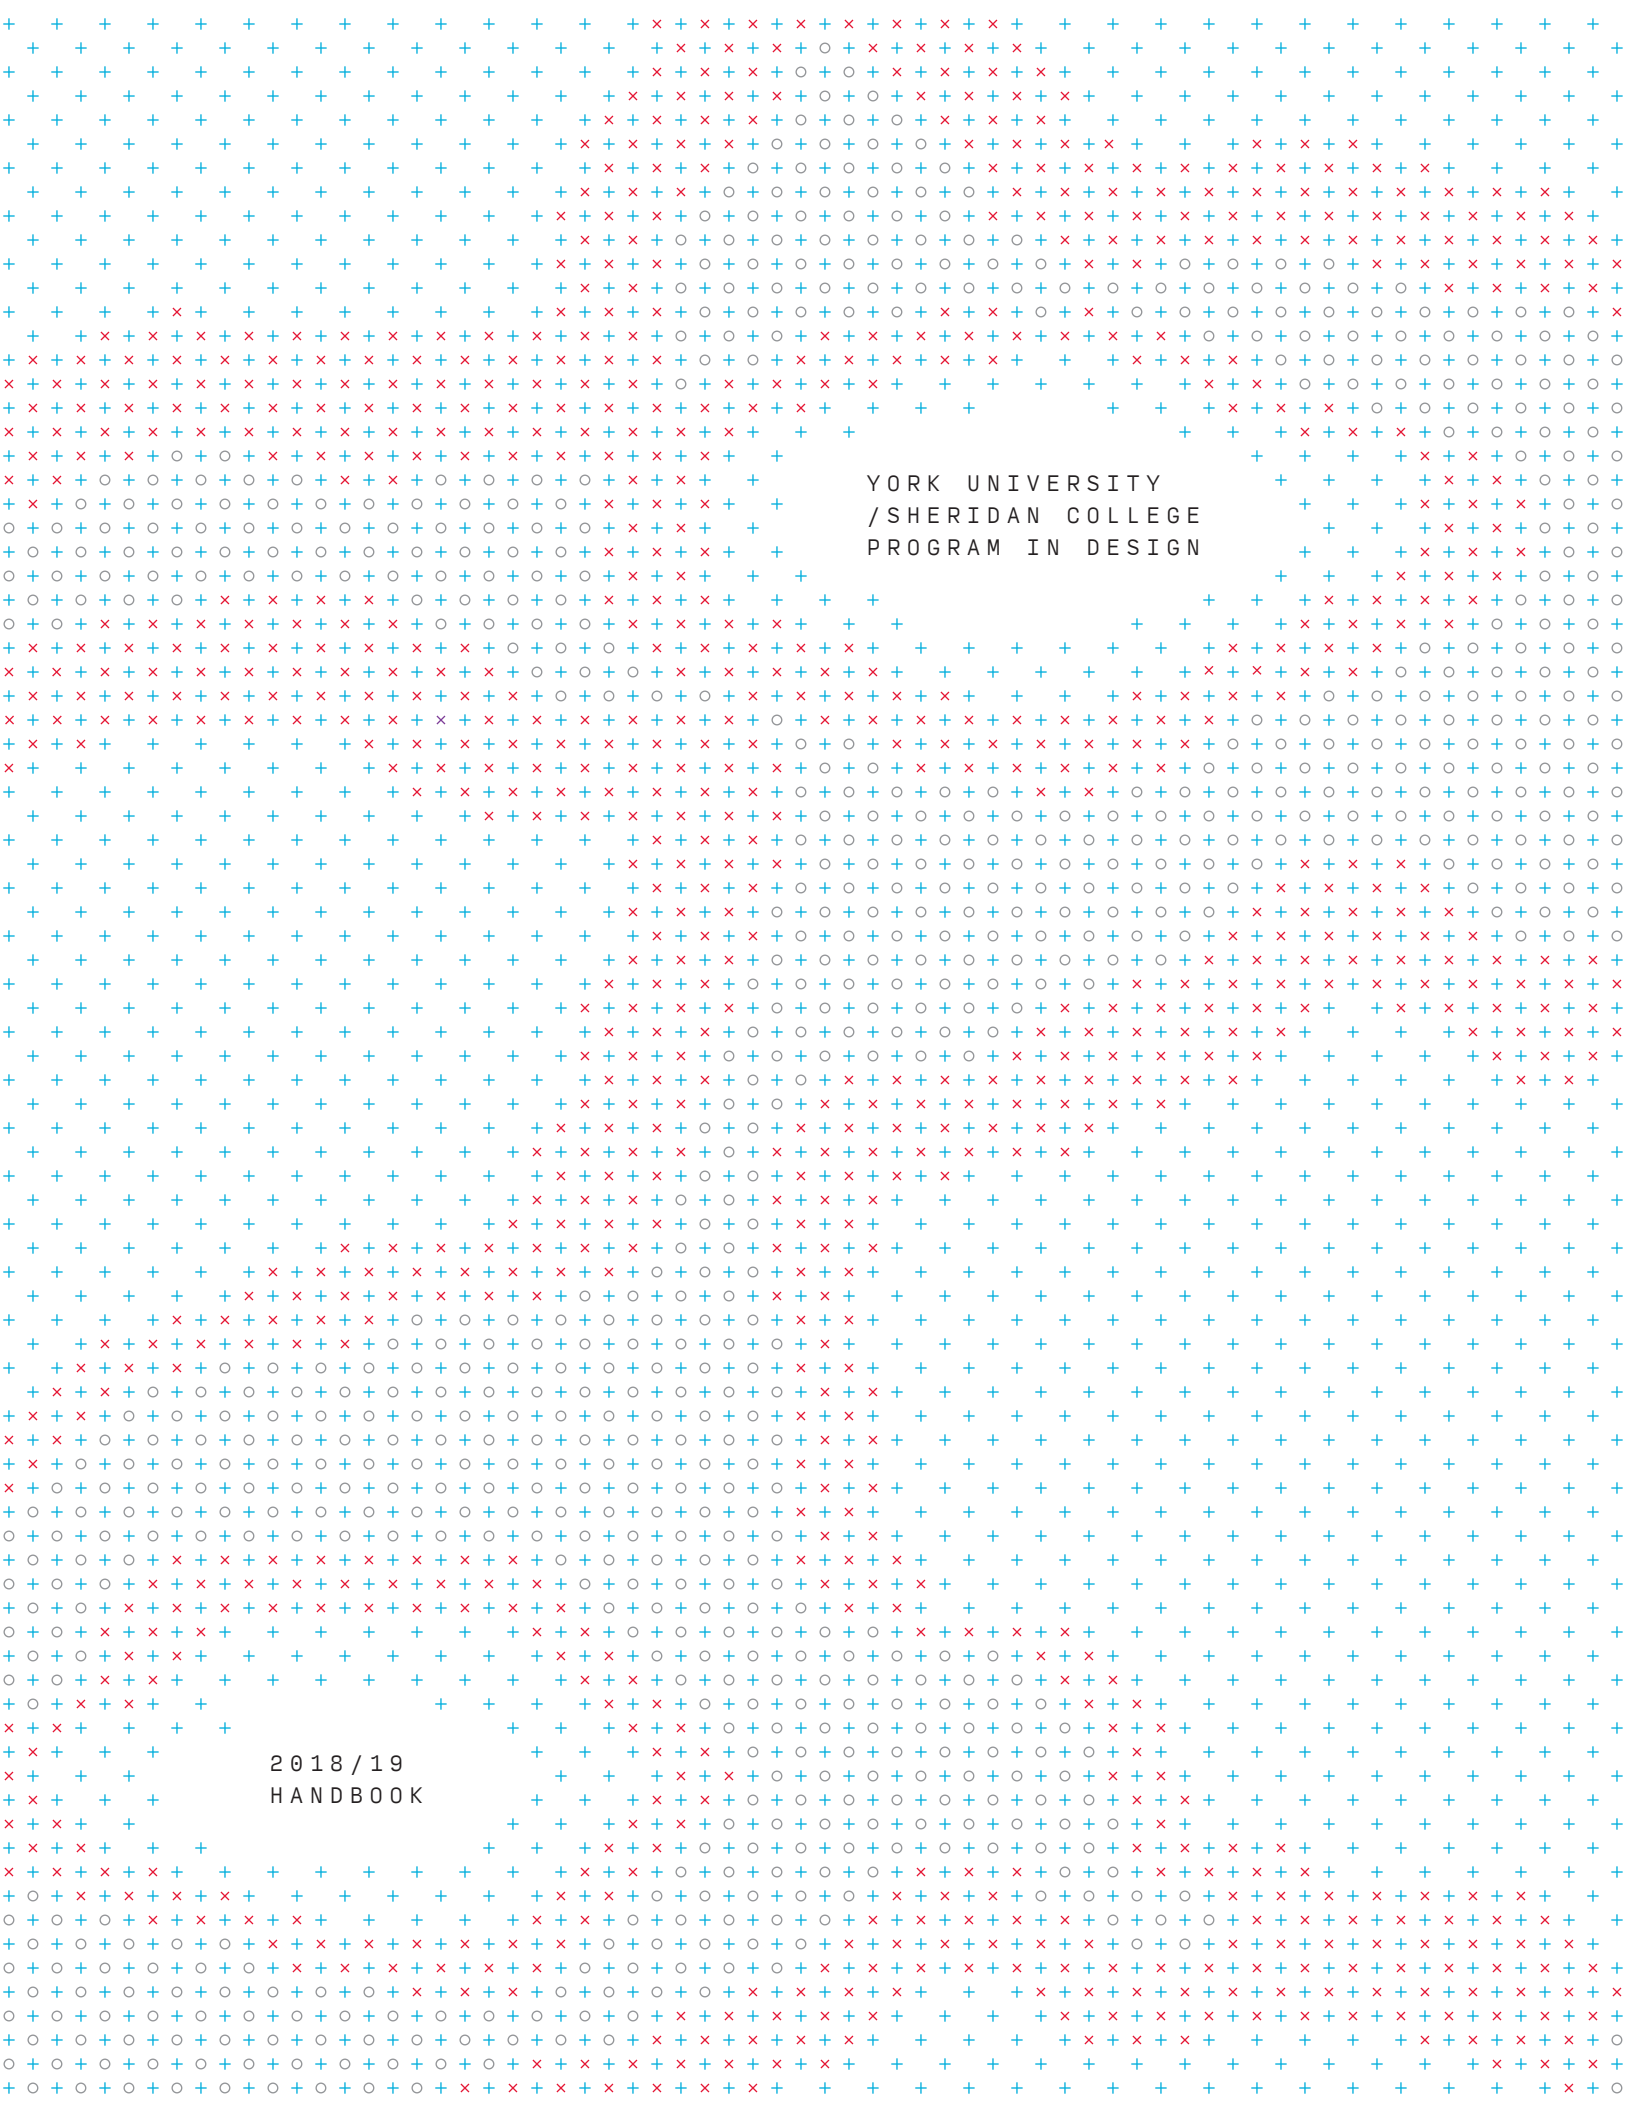 YORK UNIVERSITY
/SHERIDAN COLLEGE
PROGRAM IN DESIGN
2018/19
HANDBOOK